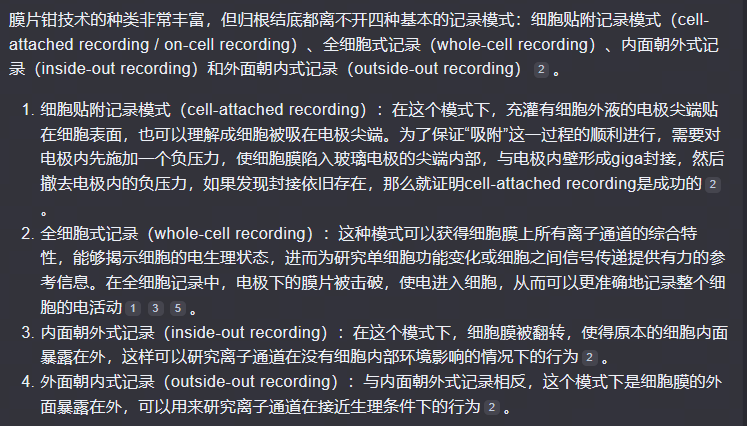 膜片钳技术的种类非常丰富，但归根结底都离不开四种基本的记录模式：细胞贴附记录模式（cell-
attached recording / on-cell recording）、全细胞式记录（whole-cell recording）、内面朝外式记
录（inside-out recording）和外面朝内式记录（outside-out recording） 2 。
1. 细胞贴附记录模式（cell-attached recording）：在这个模式下，充灌有细胞外液的电极尖端贴
在细胞表面，也可以理解成细胞被吸在电极尖端。为了保证“吸附”这一过程的顺利进行，需要对
电极内先施加一个负压力，使细胞膜陷入玻璃电极的尖端内部，与电极内壁形成giga封接，然后
撤去电极内的负压力，如果发现封接依旧存在，那么就证明cell-attached recording是成功的 2
。
2. 全细胞式记录（whole-cell recording）：这种模式可以获得细胞膜上所有离子通道的综合特
性，能够揭示细胞的电生理状态，进而为研究单细胞功能变化或细胞之间信号传递提供有力的参
考信息。在全细胞记录中，电极下的膜片被击破，使电进入细胞，从而可以更准确地记录整个细
胞的电活动 1 3 5 。
3. 内面朝外式记录（inside-out recording）：在这个模式下，细胞膜被翻转，使得原本的细胞内面
暴露在外，这样可以研究离子通道在没有细胞内部环境影响的情况下的行为 2 。
4. 外面朝内式记录（outside-out recording）：与内面朝外式记录相反，这个模式下是细胞膜的外
面暴露在外，可以用来研究离子通道在接近生理条件下的行为 2 。